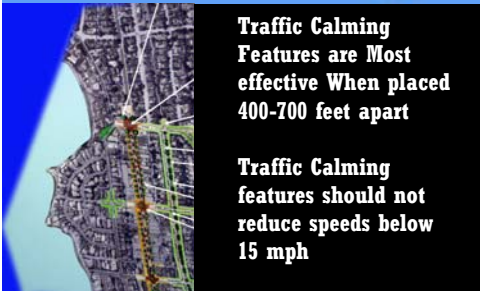 Traffic Calming
Features are Most
effective When placed
400-700 feet apart
Traffic Calming
features should not
reduce speeds below
15 mph